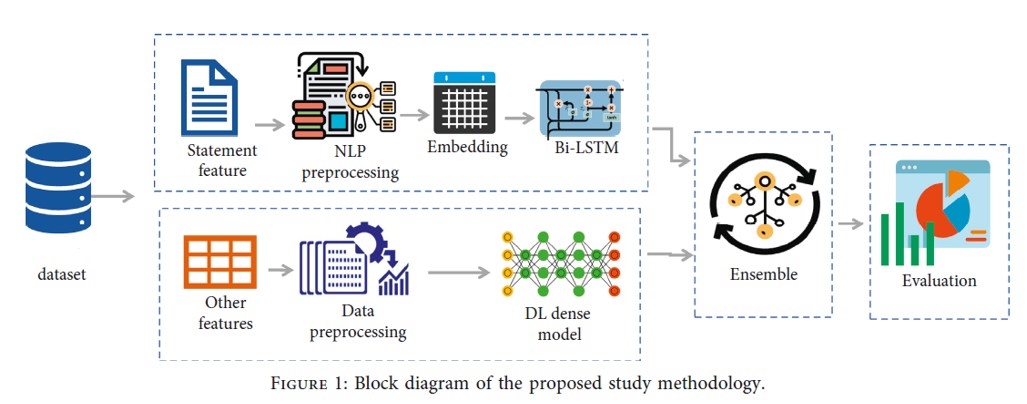 dataset
Statement
feature
NLP
preprocessing
Embedding
Bi-LSTM
Other
features
Data
preprocessing
DL dense
model
Ensemble
Evaluation
FIGURE 1: Block diagram of the proposed study methodology.